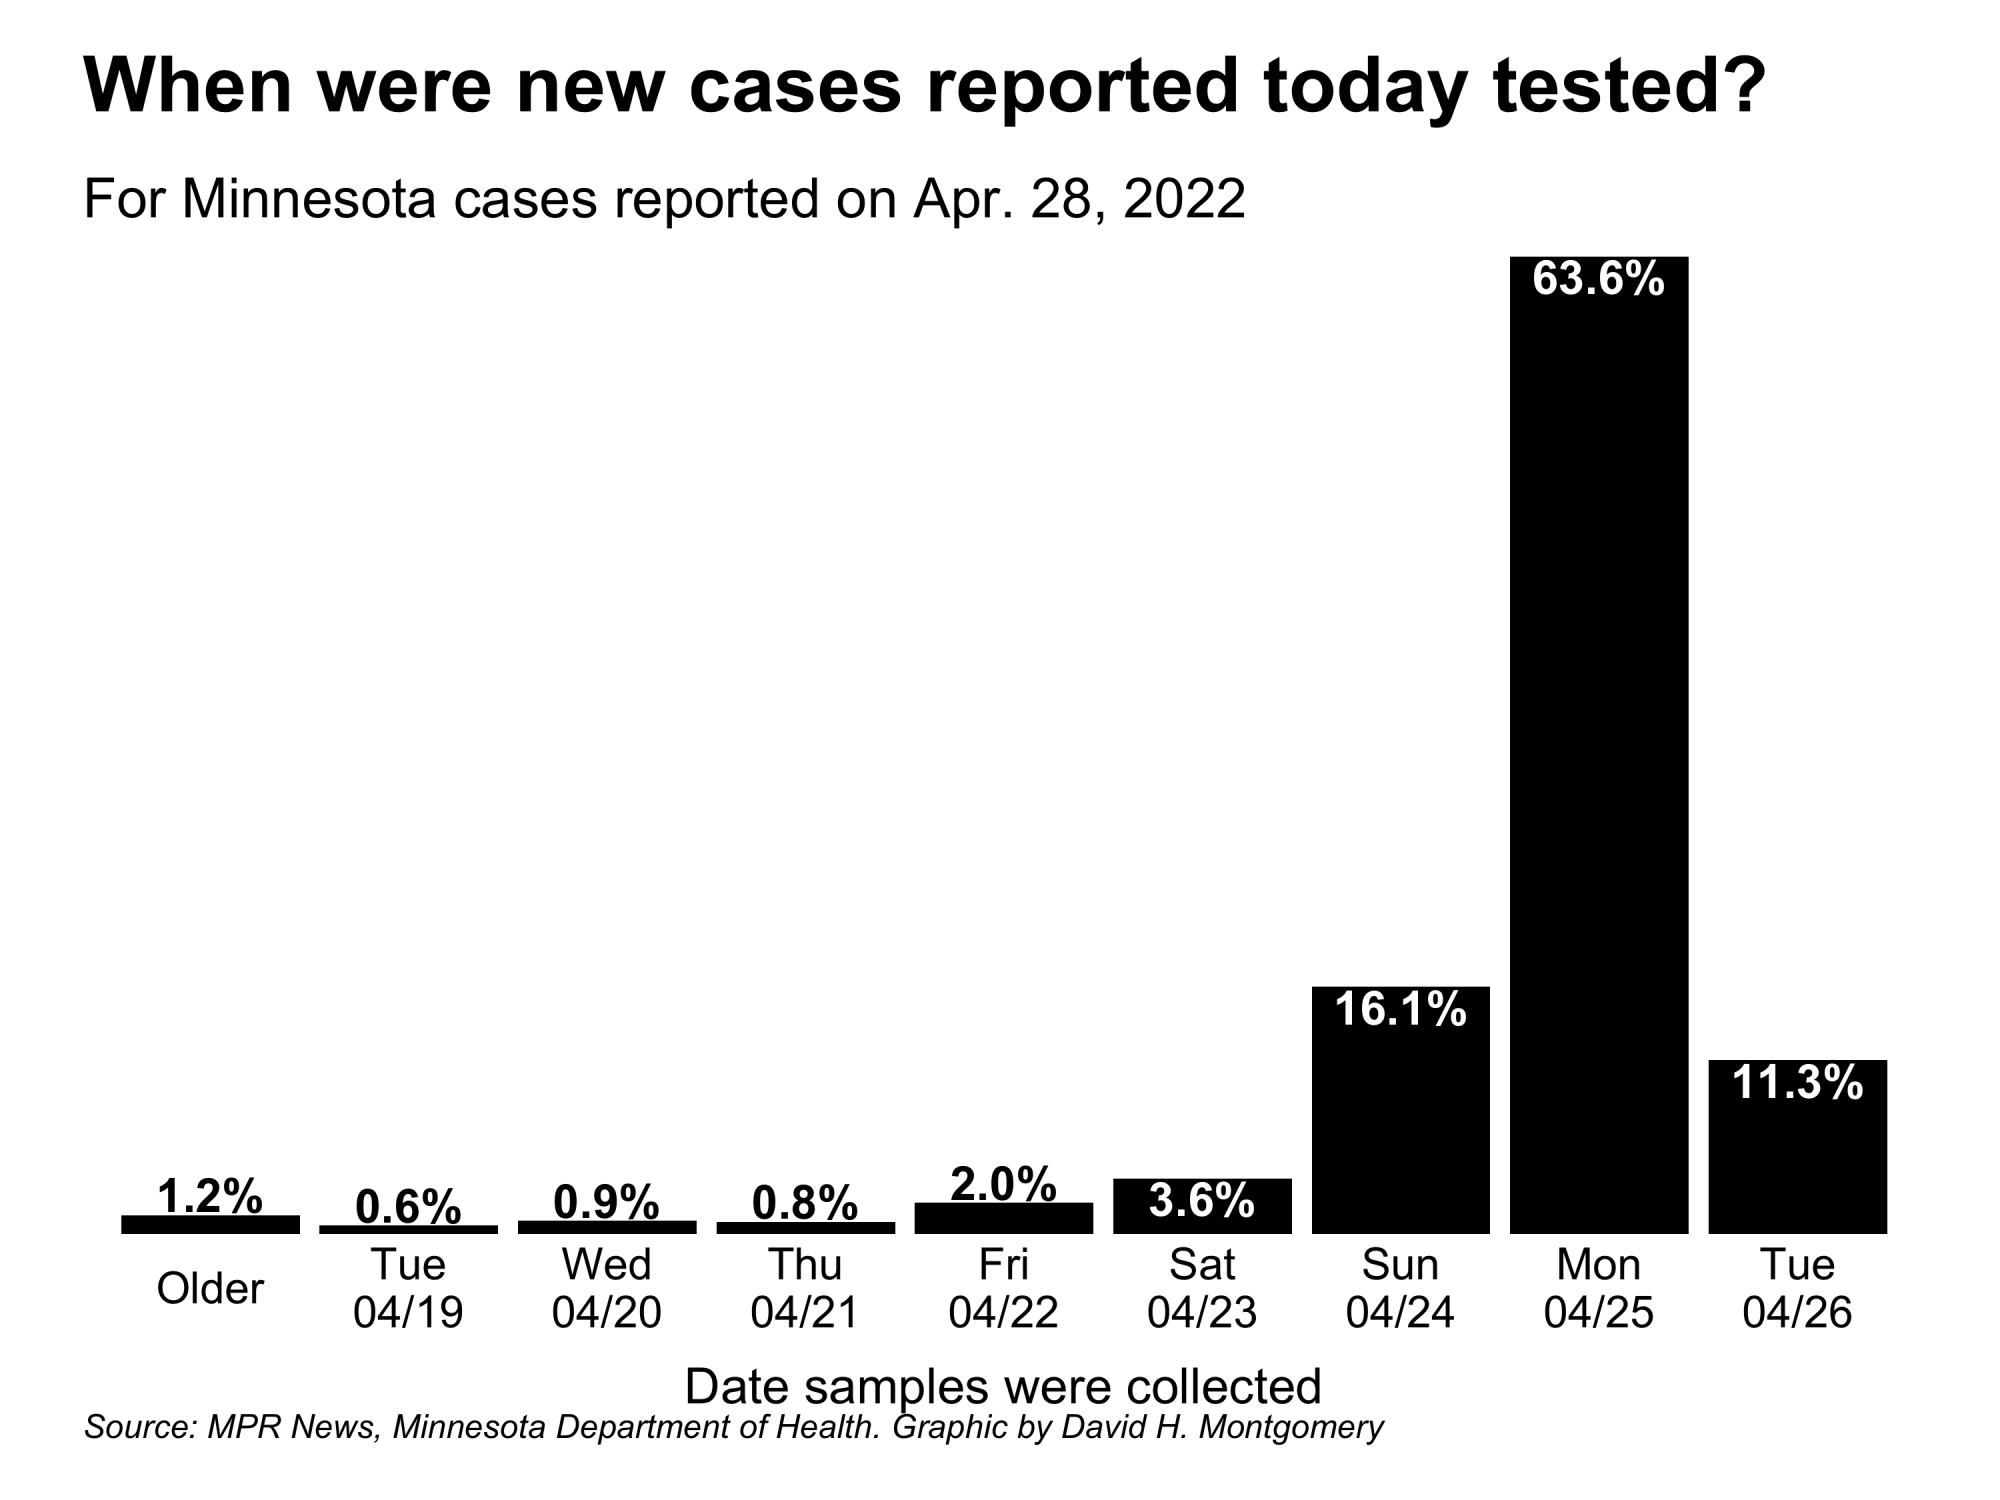 When were new cases reported today tested?
For Minnesota cases reported on Apr. 28, 2022
63.6%
16.1%
11.3%
1.2%
0.6%
0.9%
0.8%
2.0%
3.6%
Older
Tue
04/19
Wed
04/20
Thu
04/21
Fri
04/22
Sat
04/23
Sun
04/24
Mon
04/25
Tue
04/26
Date samples were collected
Source: MPR News, Minnesota Department of Health. Graphic by David H. Montgomery